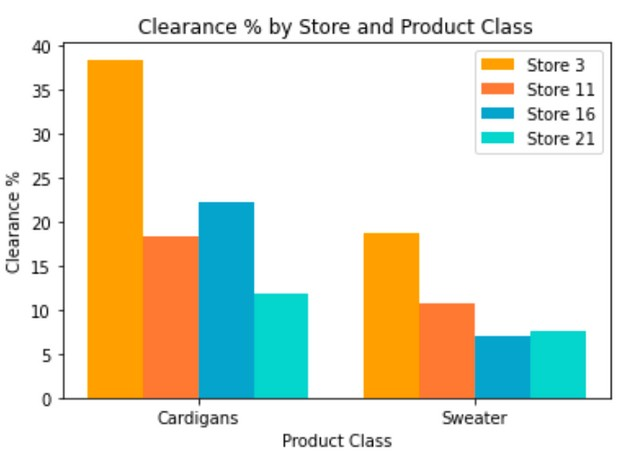 Clearance % by Store and Product Class
Store 3
Store 11
Store 16
Store 21
40
35
30
25
20
15
10
5
0
Clearance %
Cardigans
Sweater
Product Class